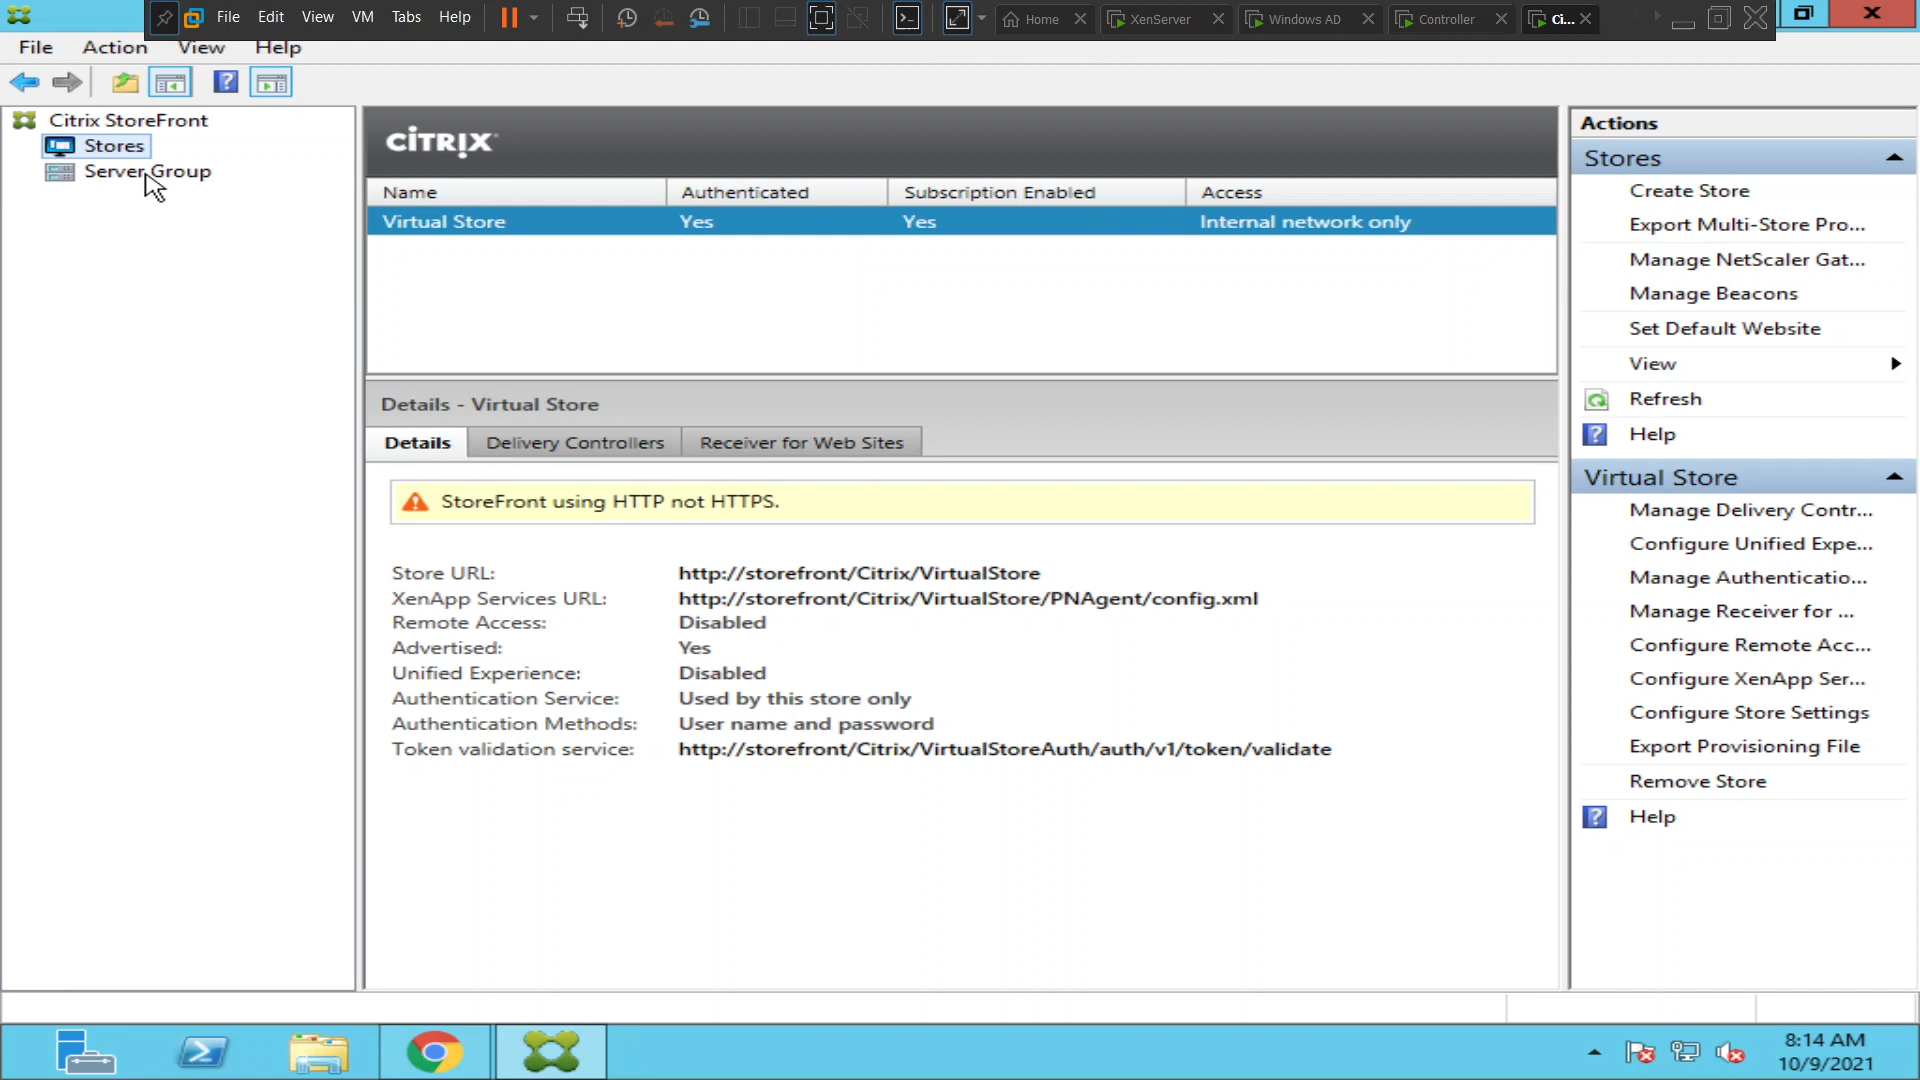 File Edit View VM Tabs Help
Home
XenServer
Windows AD
Controller
Ci...
File Action View Help
Citrix StoreFront
Stores
Server Group
CITRIX
Name Authenticated Subscription Enabled Access
Virtual Store Yes Yes Internal network only
Details - Virtual Store
Details Delivery Controllers Receiver for Web Sites
StoreFront using HTTP not HTTPS.
Store URL: http://storefront/Citrix/VirtualStore
XenApp Services URL: http://storefront/Citrix/VirtualStore/PNAgent/config.xml
Remote Access: Disabled
Advertised: Yes
Unified Experience: Disabled
Authentication Service: Used by this store only
Authentication Methods: User name and password
Token validation service: http://storefront/Citrix/VirtualStoreAuth/auth/v1/token/validate
Actions
Stores
Create Store
Export Multi-Store Pro...
Manage NetScaler Gat...
Manage Beacons
Set Default Website
View
Refresh
Help
Virtual Store
Manage Delivery Contr...
Configure Unified Expe...
Manage Authenticatio...
Manage Receiver for ...
Configure Remote Acc...
Configure XenApp Ser...
Configure Store Settings
Export Provisioning File
Remove Store
Help
8:14 AM
10/9/2021